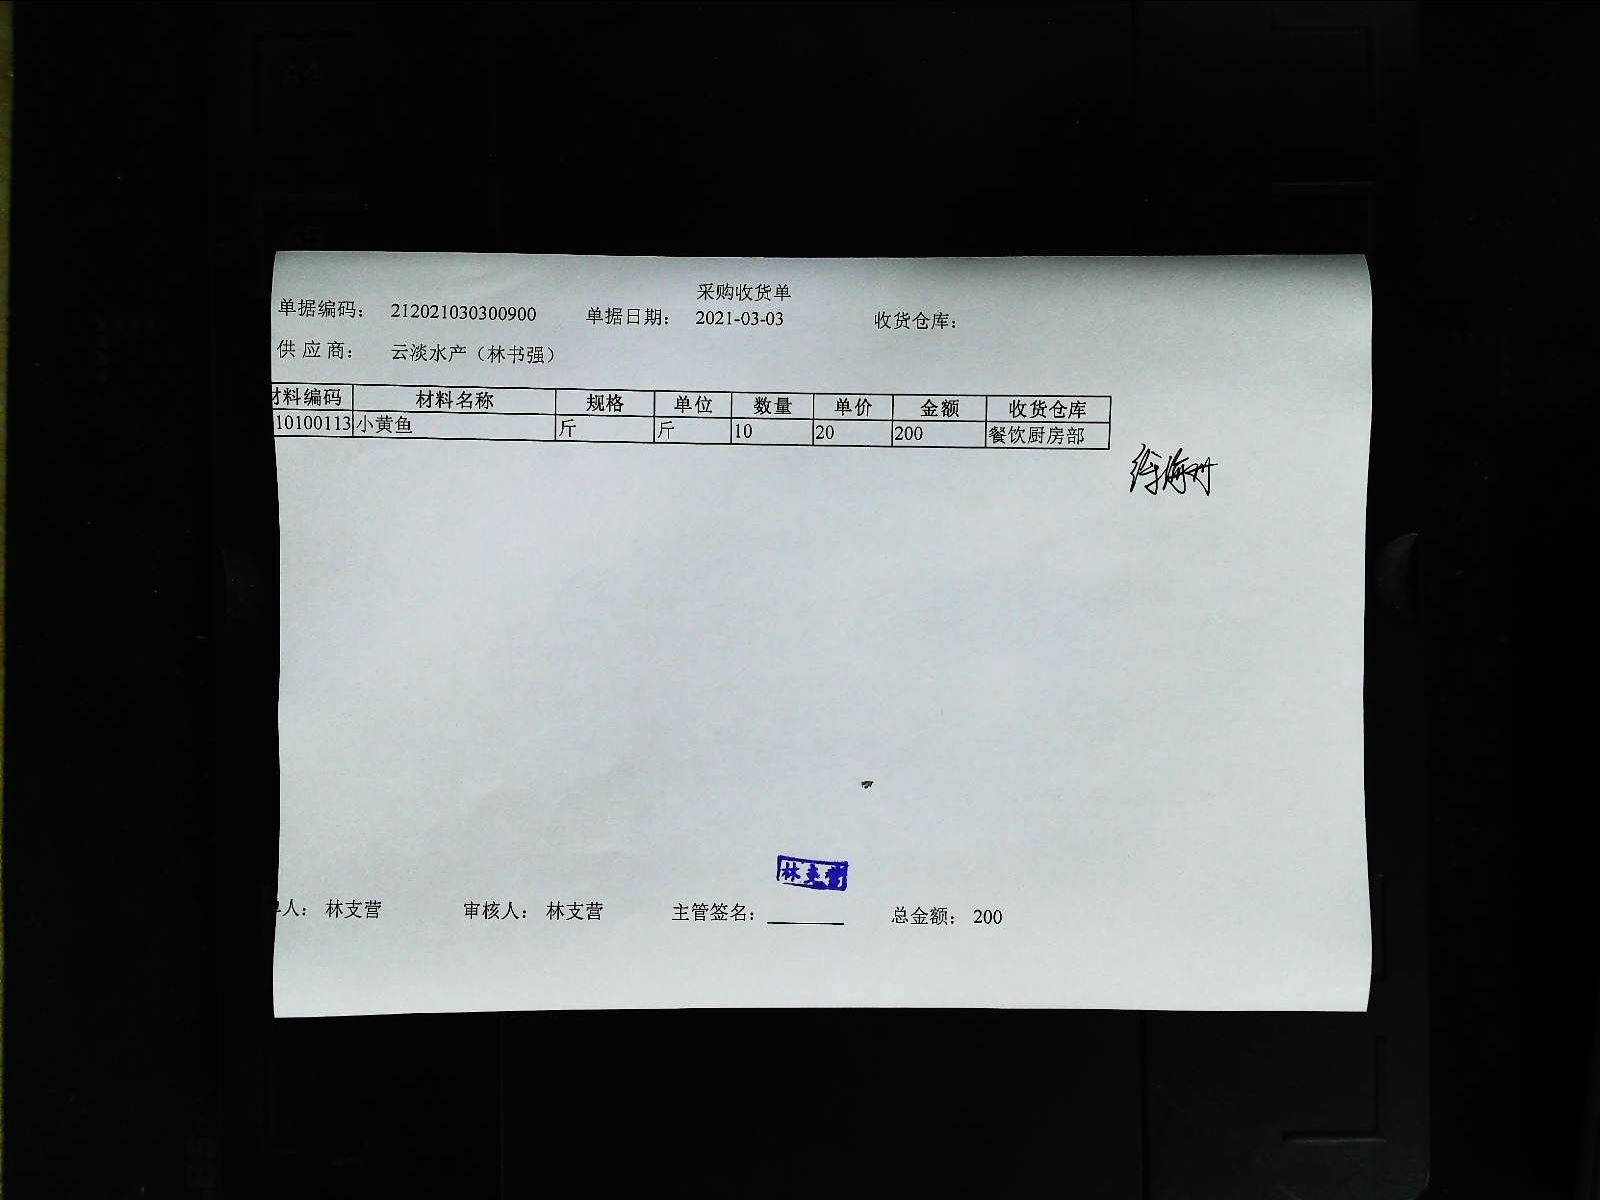 采购收货单
单据编码： 212021030300900 单据日期： 2021-03-03 收货仓库：
供 应 商： 云淡水产（林书强）
材料编码 材料名称 规格 单位 数量 单价 金额 收货仓库
10100113 小黄鱼 斤 斤 10 20 200 餐饮厨房部
林支营
人： 林支营 审核人： 林支营 主管签名： 总金额： 200